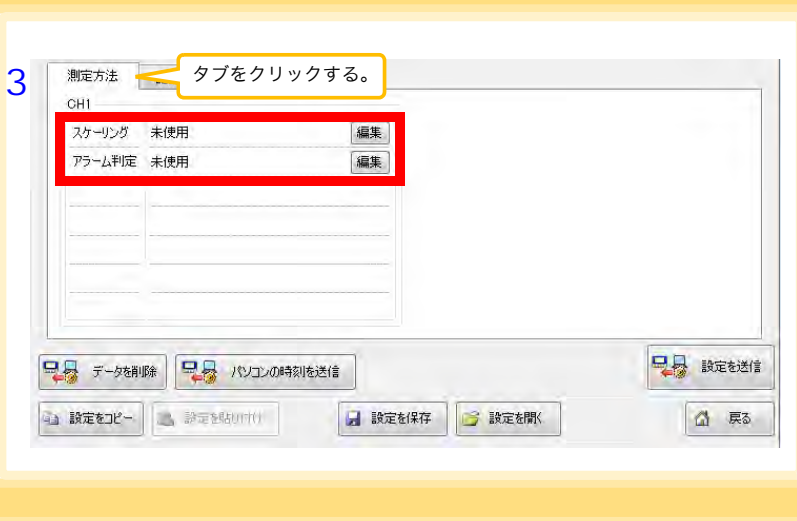 3
測定方法
タブをクリックする。
CH1
スケーリング 未使用 編集
アラーム判定 未使用 編集
データを削除 パソコンの時刻を送信 設定を送信
設定をコピー 設定を貼り付け 設定を保存 設定を開く 戻る